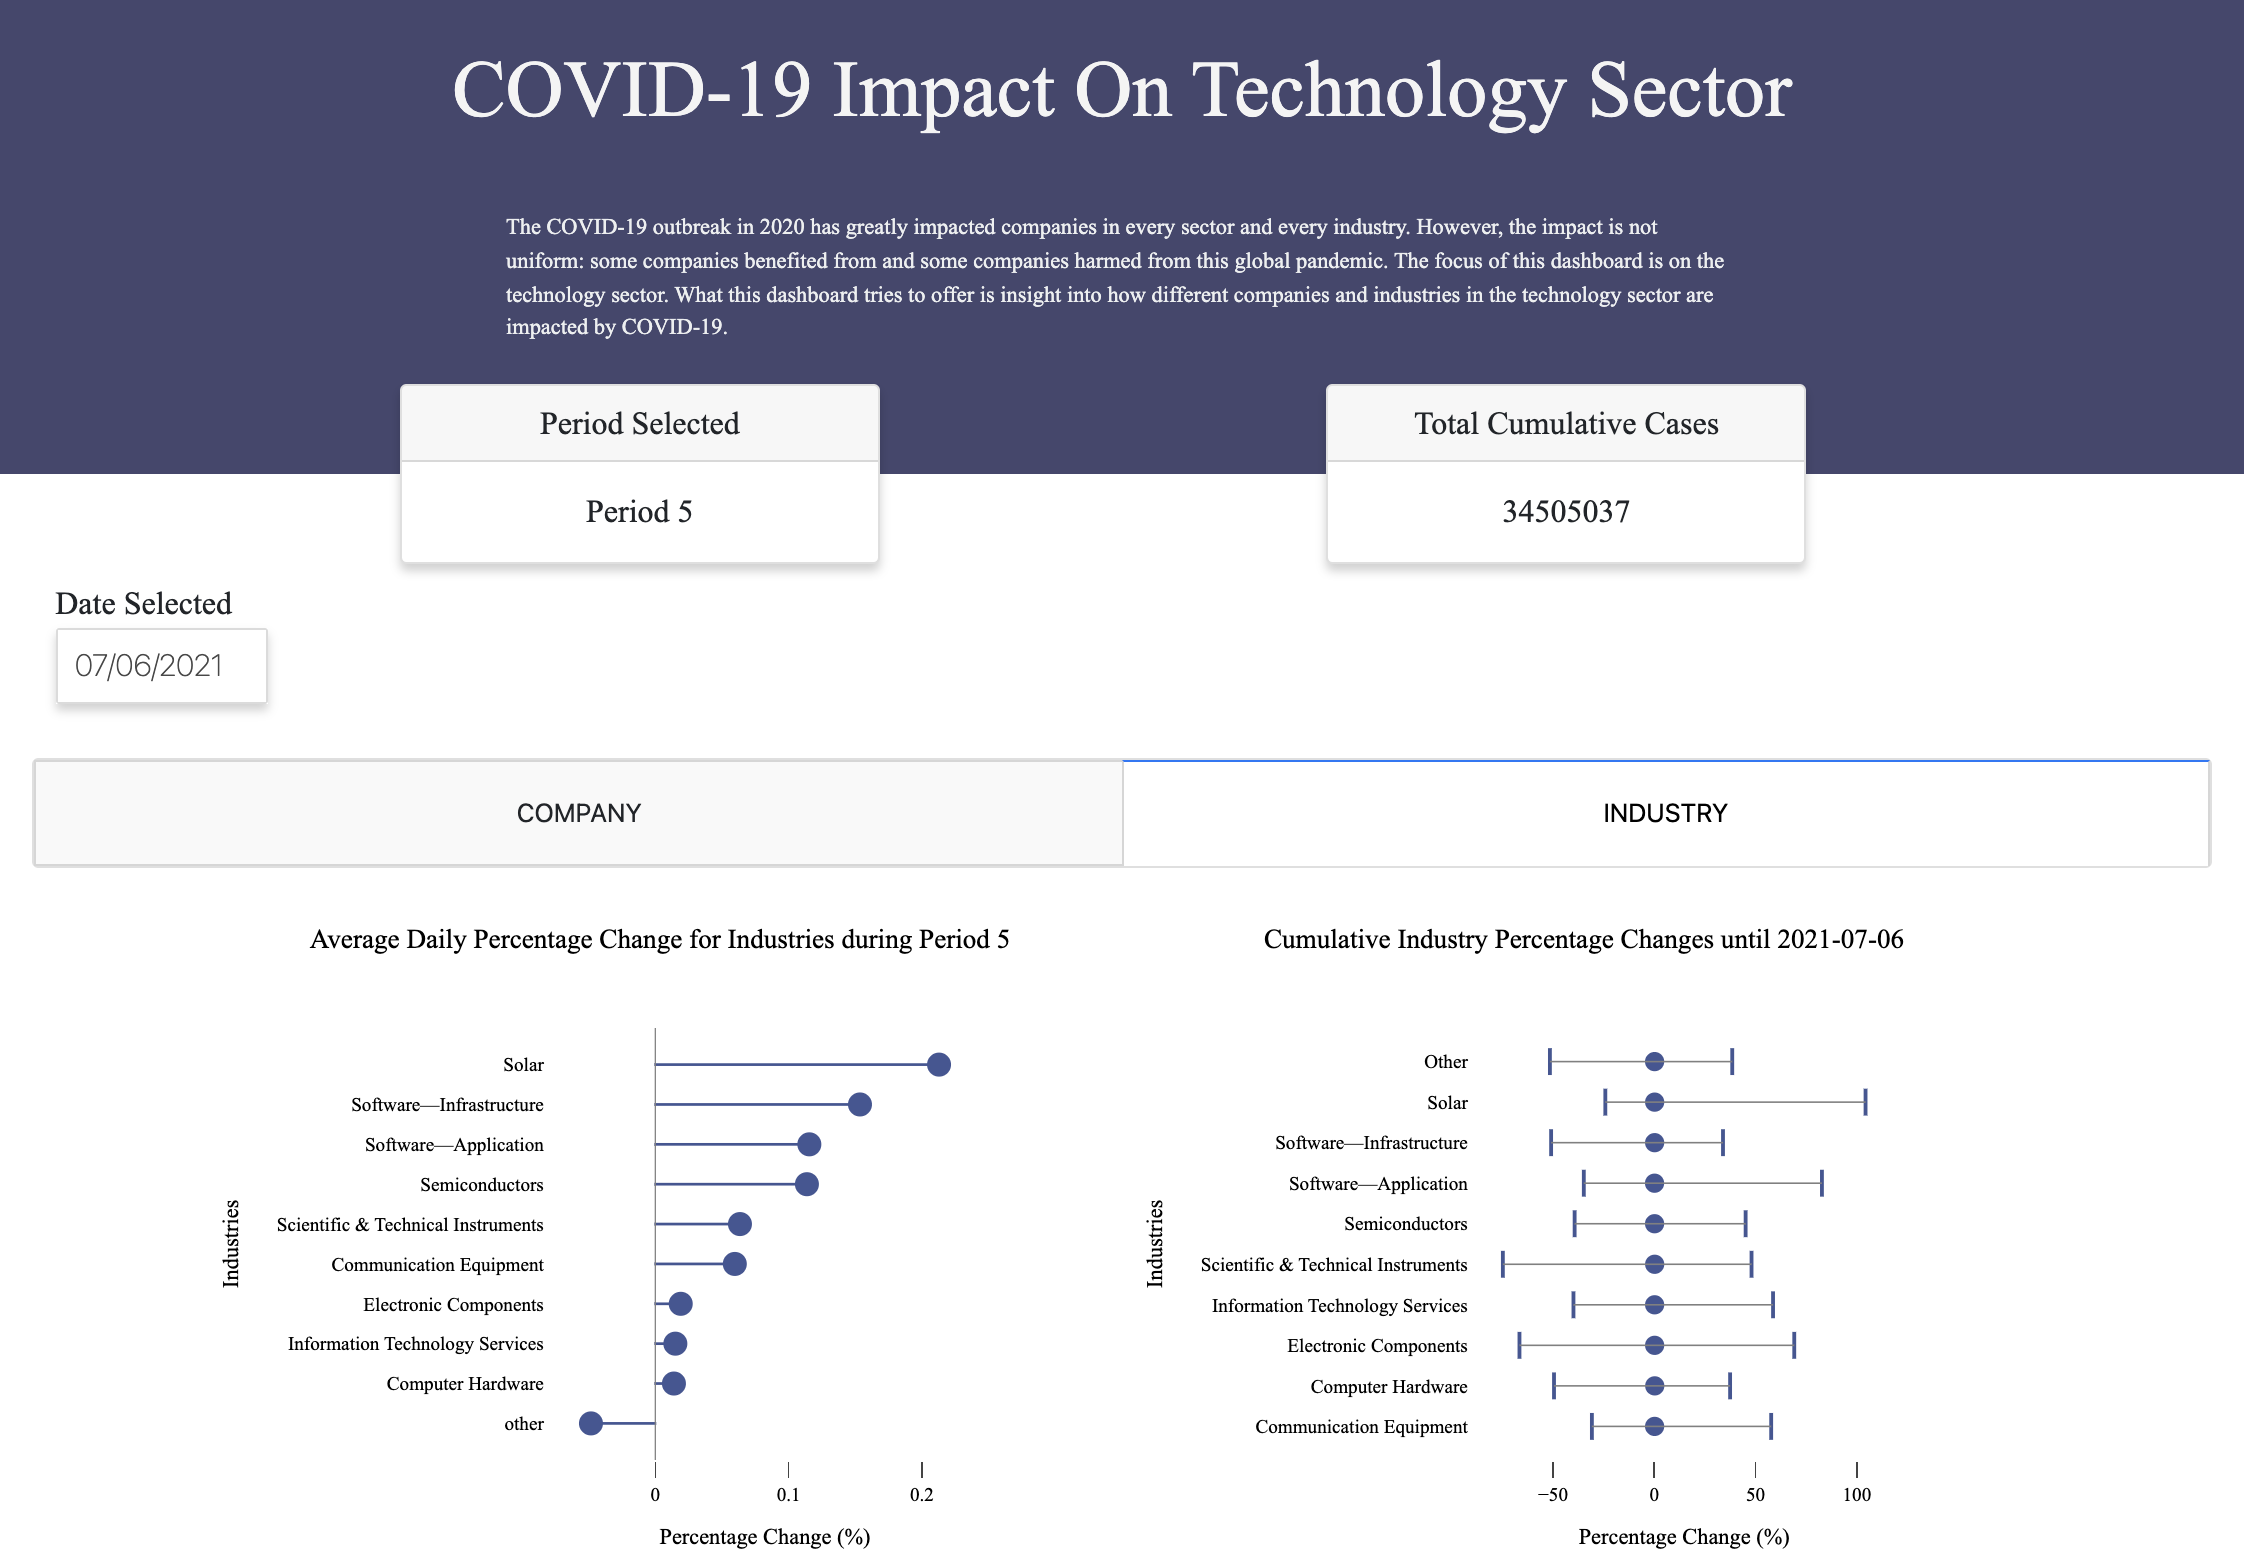 COVID-19 Impact On Technology Sector
The COVID-19 outbreak in 2020 has greatly impacted companies in every sector and every industry. However, the impact is not
uniform: some companies benefited from and some companies harmed from this global pandemic. The focus of this dashboard is on the
technology sector. What this dashboard tries to offer is insight into how different companies and industries in the technology sector are
impacted by COVID-19.
Period Selected
Period 5
Total Cumulative Cases
34505037
Date Selected
07/06/2021
COMPANY
INDUSTRY
Average Daily Percentage Change for Industries during Period 5
Industries
Solar
Software—Infrastructure
Software—Application
Semiconductors
Scientific & Technical Instruments
Communication Equipment
Electronic Components
Information Technology Services
Computer Hardware
other
0 0.1 0.2
Percentage Change (%)
Cumulative Industry Percentage Changes until 2021-07-06
Industries
Other
Solar
Software—Infrastructure
Software—Application
Semiconductors
Scientific & Technical Instruments
Information Technology Services
Electronic Components
Computer Hardware
Communication Equipment
−50 0 50 100
Percentage Change (%)